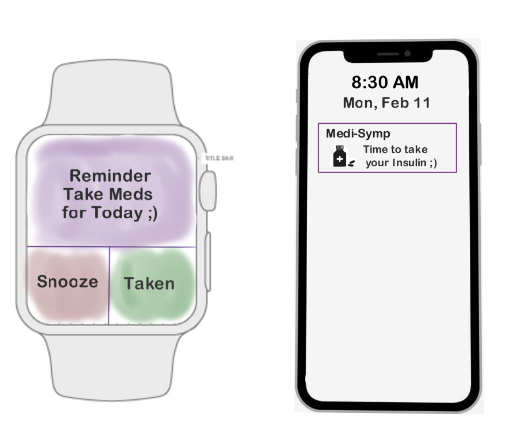 TITLE BAR
Reminder
Take Meds
for Today ;)
Snooze
Taken
8:30 AM
Mon, Feb 11
Medi-Symp
Time to take
your Insulin ;)